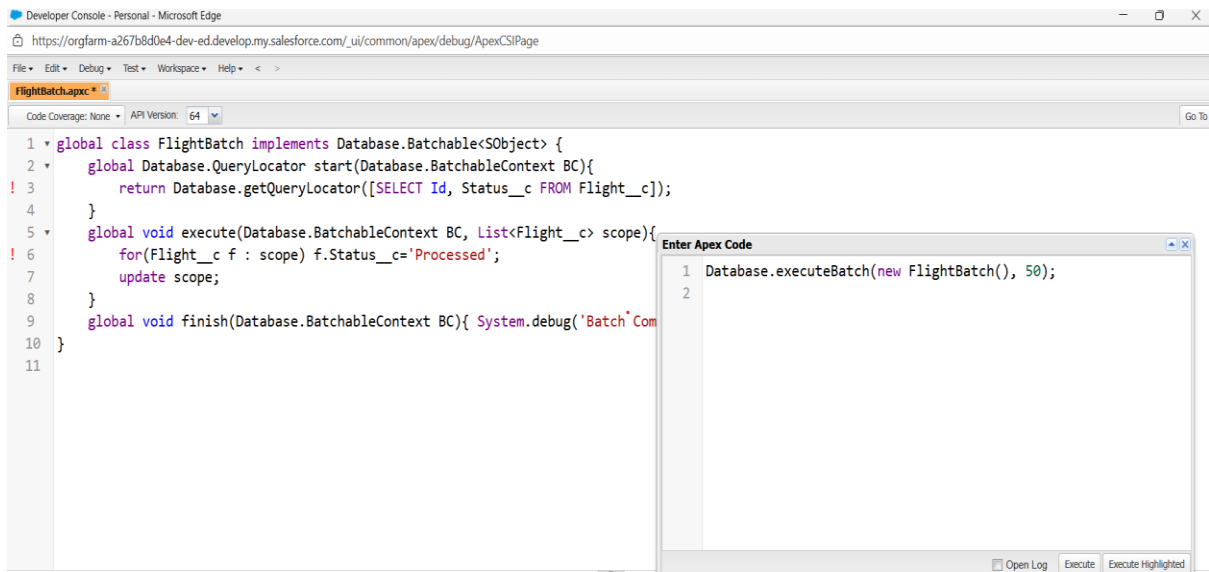 Developer Console - Personal - Microsoft Edge
https://orgfarm-a267b8d0e4-dev-ed.develop.my.salesforce.com/_ui/common/apex/debug/ApexCSIPage
File Edit Debug Test Workspace Help < >
FlightBatch.apxc *
Code Coverage: None API Version: 64 Go To
1 global class FlightBatch implements Database.Batchable<SObject> {
2 global Database.QueryLocator start(Database.BatchableContext BC){
! 3 return Database.getQueryLocator([SELECT Id, Status__c FROM Flight__c]);
4 }
5 global void execute(Database.BatchableContext BC, List<Flight__c> scope){
! 6 for(Flight__c f : scope) f.Status__c='Processed';
7 update scope;
8 }
9 global void finish(Database.BatchableContext BC){ System.debug('Batch Com
10 }
11
Enter Apex Code
1 Database.executeBatch(new FlightBatch(), 50);
2
Open Log Execute Execute Highlighted